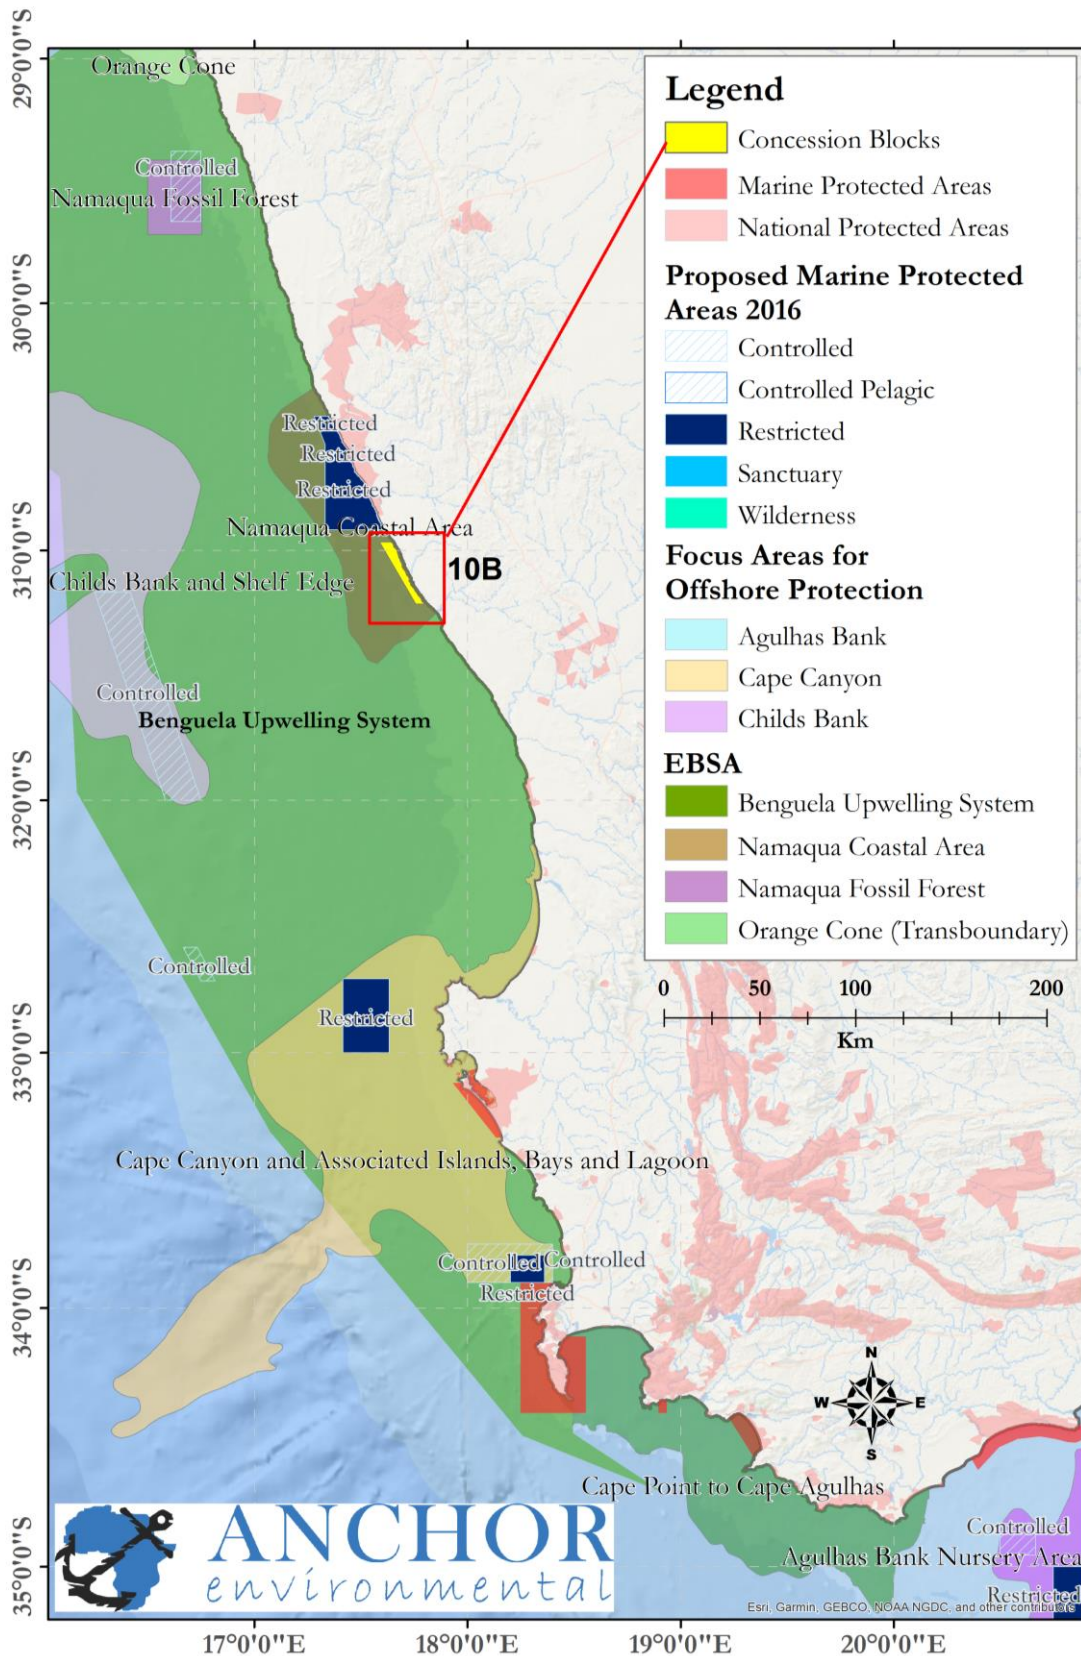 29°0'0"S
30°0'0"S
31°0'0"S
32°0'0"S
33°0'0"S
34°0'0"S
35°0'0"S
Orange Cone
Controlled
Namaqua Fossil Forest
Restricted
Restricted
Restricted
Namaqua Coastal Area
10B
Childs Bank and Shelf Edge
Controlled
Benguela Upwelling System
Controlled
Restricted
Cape Canyon and Associated Islands, Bays and Lagoon
Controlled
Controlled
Restricted
Cape Point to Cape Agulhas
Controlled
Agulhas Bank Nursery Area
Restricted
Legend
Concession Blocks
Marine Protected Areas
National Protected Areas
Proposed Marine Protected
Areas 2016
Controlled
Controlled Pelagic
Restricted
Sanctuary
Wilderness
Focus Areas for
Offshore Protection
Agulhas Bank
Cape Canyon
Childs Bank
EBSA
Benguela Upwelling System
Namaqua Coastal Area
Namaqua Fossil Forest
Orange Cone (Transboundary)
0 50 100 200
Km
N
W E
S
ANCHOR
environmental
Esri, Garmin, GEBCO, NOAA NGDC, and other contributors
17°0'0"E 18°0'0"E 19°0'0"E 20°0'0"E